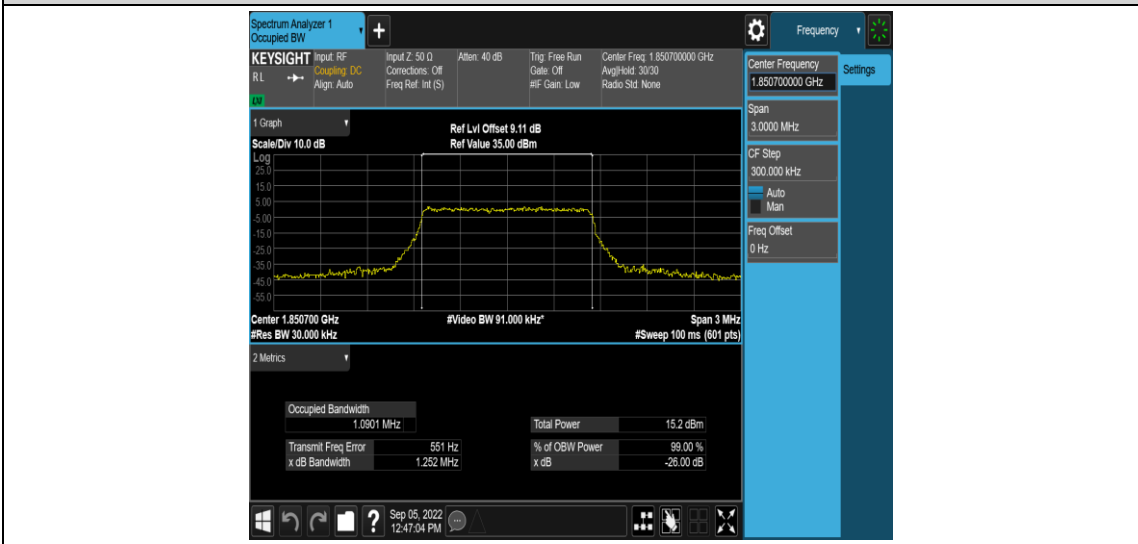 Spectrum Analyzer 1
Occupied BW
+
Frequency
KEYSIGHT
R L
LXI
Input: RF
Coupling: DC
Align: Auto
Input Z: 50 Ω
Corrections: Off
Freq Ref: Int (S)
Atten: 40 dB
Trig: Free Run
Gate: Off
#IF Gain: Low
Center Freq: 1.850700000 GHz
Avg|Hold: 30/30
Radio Std: None
Center Frequency
1.850700000 GHz
Settings
Span
3.0000 MHz
CF Step
300.000 kHz
Auto
Man
Freq Offset
0 Hz
1 Graph
Scale/Div 10.0 dB
Ref Lvl Offset 9.11 dB
Ref Value 35.00 dBm
Log
25.0
15.0
5.00
-5.00
-15.0
-25.0
-35.0
-45.0
-55.0
Center 1.850700 GHz
#Video BW 91.000 kHz*
Span 3 MHz
#Res BW 30.000 kHz
#Sweep 100 ms (601 pts)
2 Metrics
Occupied Bandwidth
1.0901 MHz
Total Power 15.2 dBm
Transmit Freq Error 551 Hz
% of OBW Power 99.00 %
x dB Bandwidth 1.252 MHz
x dB -26.00 dB
?
Sep 05, 2022
12:47:04 PM